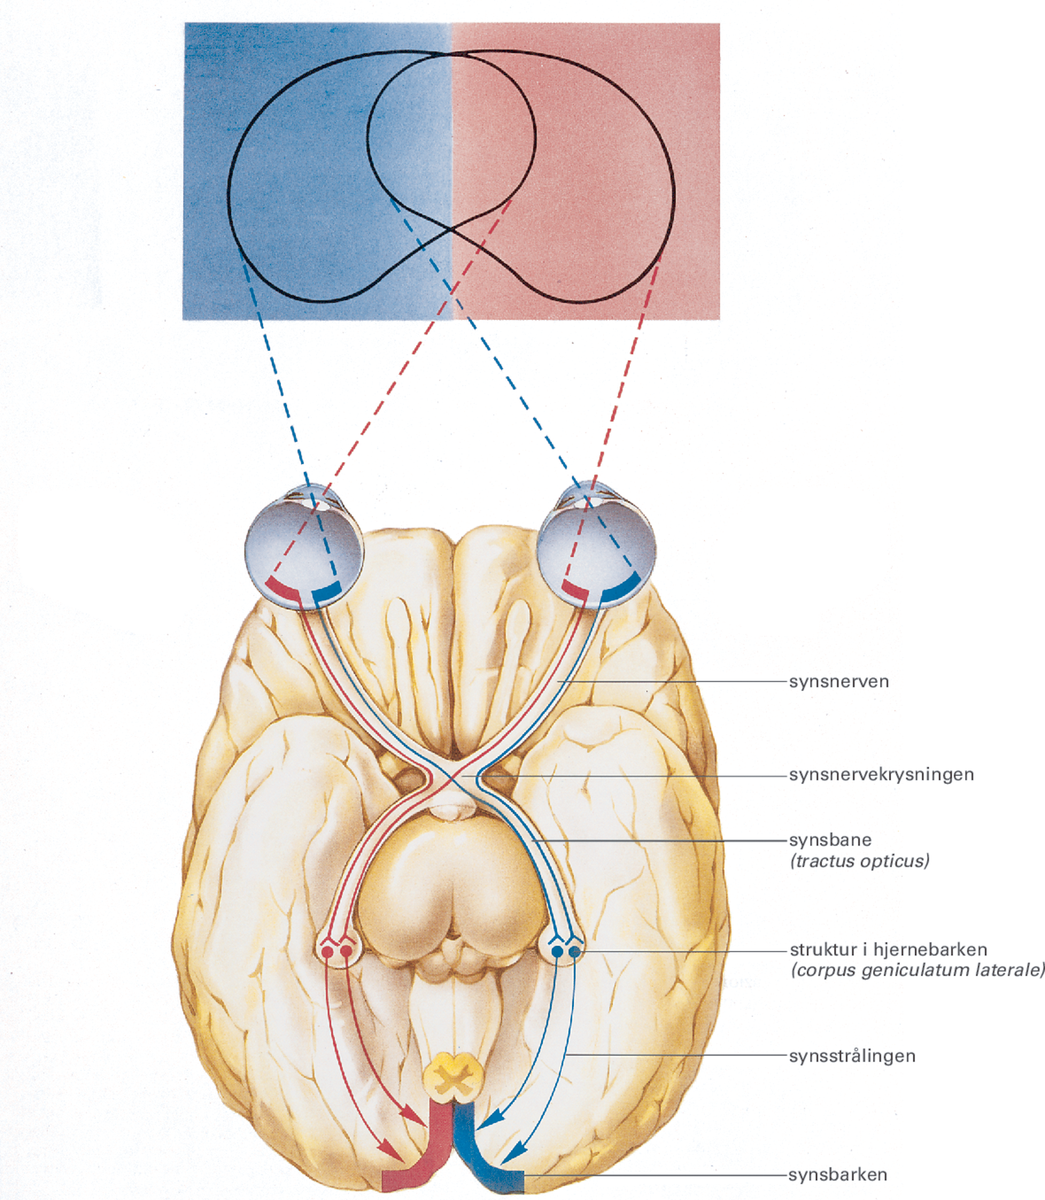 synsnerven
synsnervekrysningen
synsbane
(tractus opticus)
struktur i hjernebarken
(corpus geniculatum laterale)
synsstrålingen
synsbarken